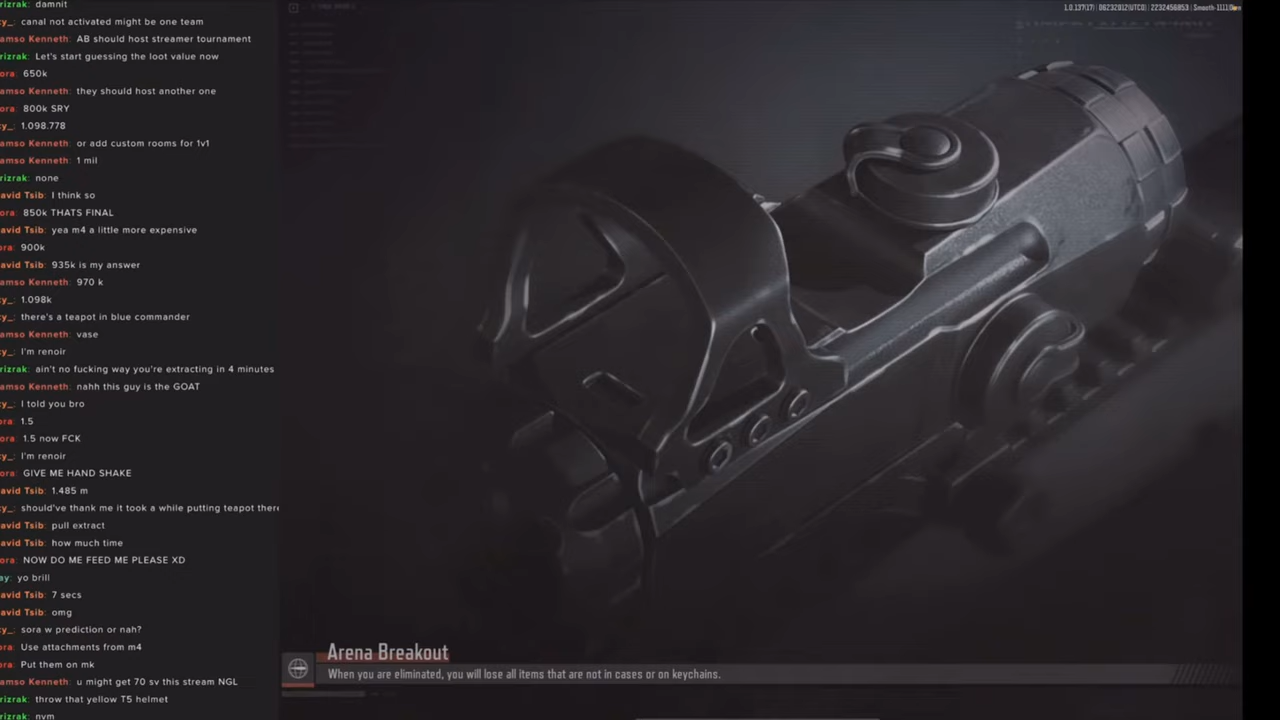 rizrak: damnit
y_: canal not activated might be one team
amso Kenneth: AB should host streamer tournament
rizrak: Let's start guessing the loot value now
ora: 650k
amso Kenneth: they should host another one
ora: 800k SRY
y_: 1.098.778
amso Kenneth: or add custom rooms for 1v1
amso Kenneth: 1 mil
rizrak: none
avid Tsib: I think so
ora: 850k THATS FINAL
avid Tsib: yea m4 a little more expensive
ora: 900k
avid Tsib: 935k is my answer
amso Kenneth: 970 k
y_: 1.098k
y_: there's a teapot in blue commander
amso Kenneth: vase
y_: I'm renoir
rizrak: ain't no fucking way you're extracting in 4 minutes
amso Kenneth: nahh this guy is the GOAT
y_: I told you bro
ora: 1.5
ora: 1.5 now FCK
y_: I'm renoir
ora: GIVE ME HAND SHAKE
avid Tsib: 1.485 m
y_: should've thank me it took a while putting teapot there
avid Tsib: pull extract
avid Tsib: how much time
ora: NOW DO ME FEED ME PLEASE XD
ay: yo brill
avid Tsib: 7 secs
avid Tsib: omg
y_: sora w prediction or nah?
ora: Use attachments from m4
ora: Put them on mk
amso Kenneth: u might get 70 sv this stream NGL
rizrak: throw that yellow T5 helmet
rizrak: nvm
Arena Breakout
When you are eliminated, you will lose all items that are not in cases or on keychains.